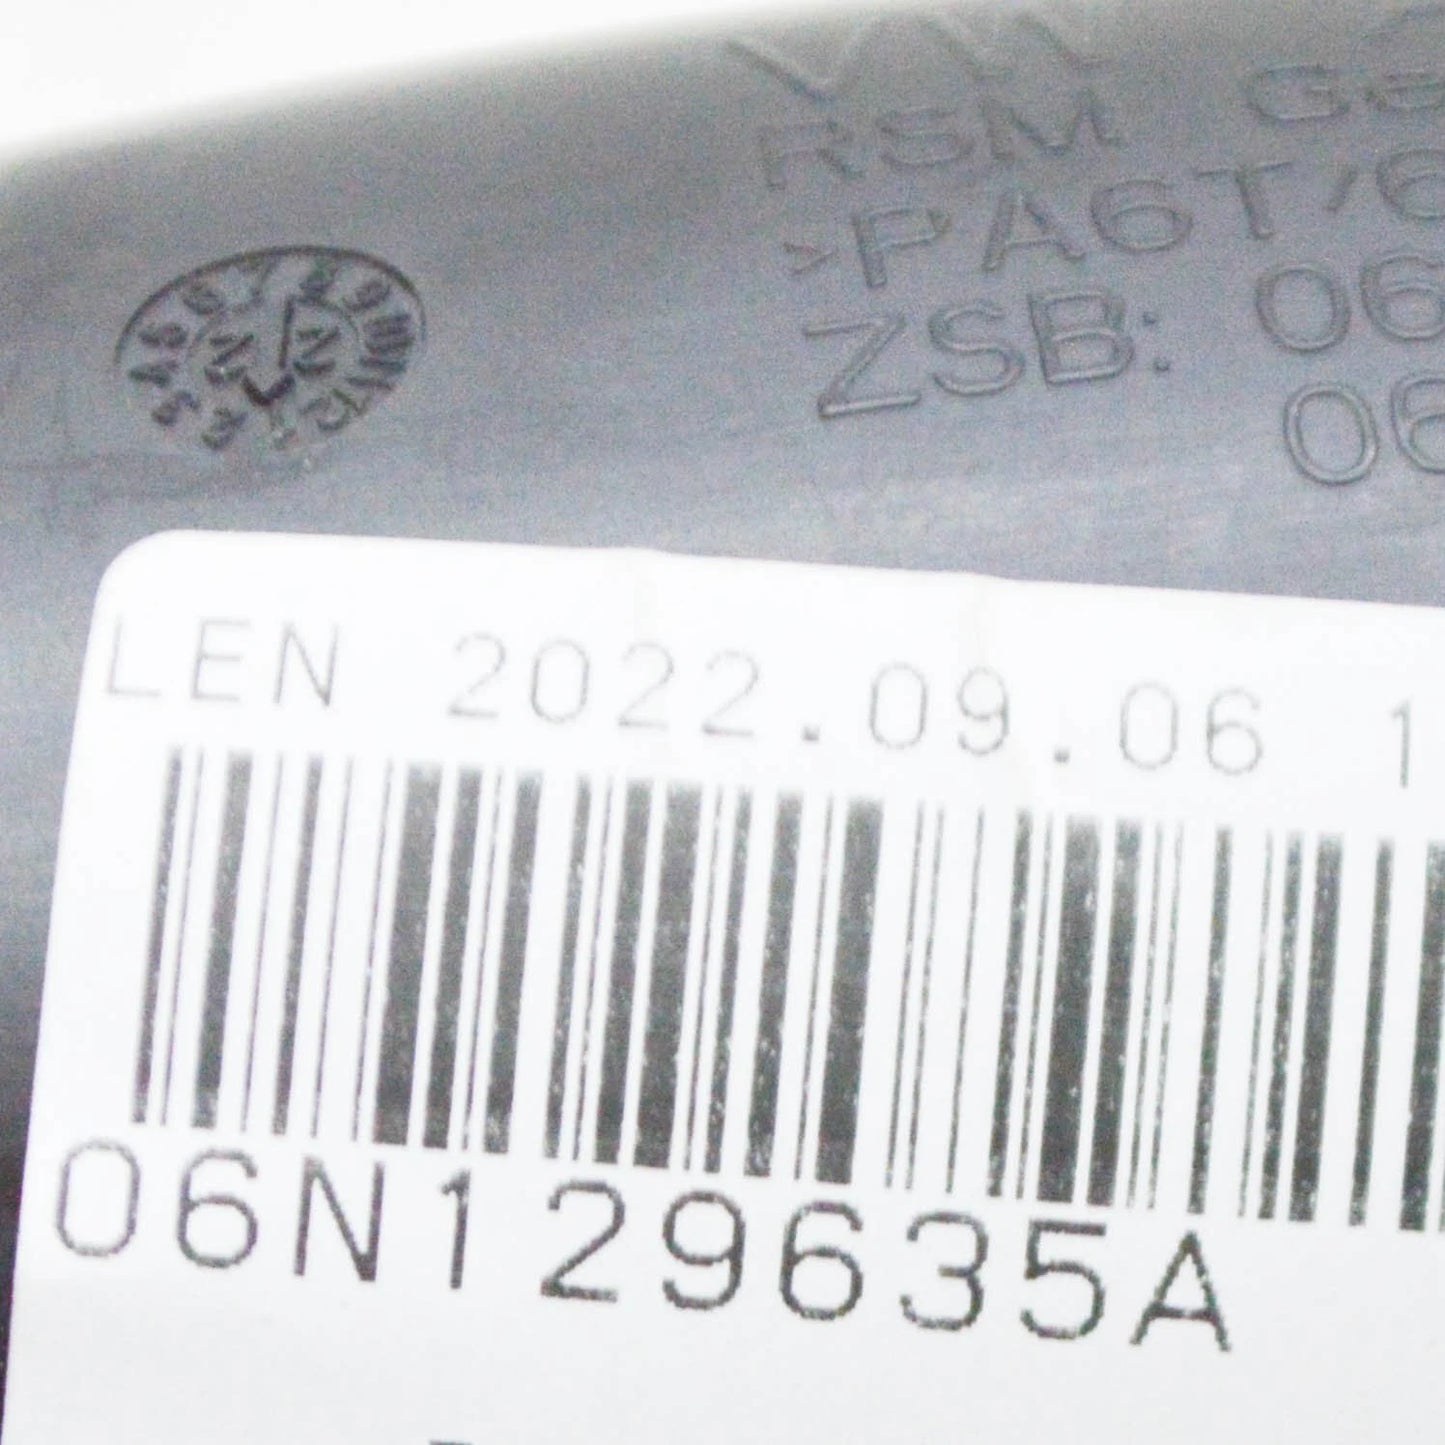 RSM
>PA6T/6
ZSB: 06
06
LEN 2022.09.06 1
06N129635A